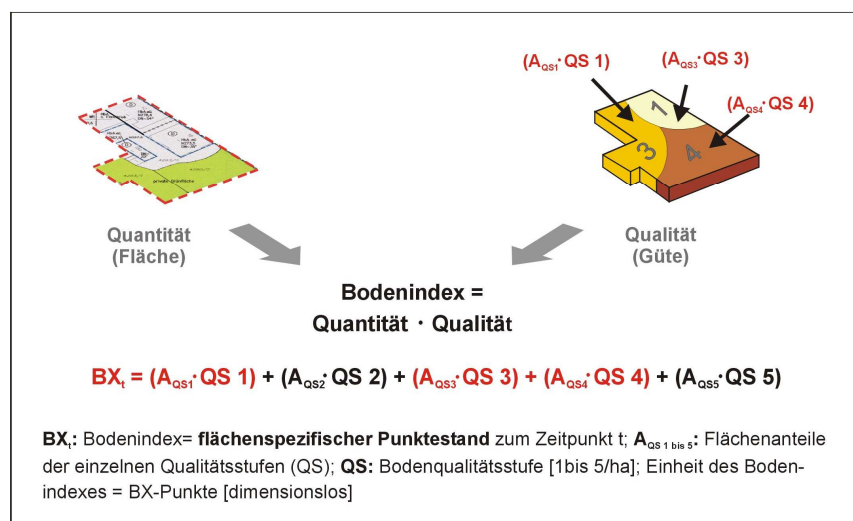 (A_QS1·QS 1)
(A_QS3·QS 3)
(A_QS4·QS 4)
1
3
4
private Grünfläche
Quantität
(Fläche)
Qualität
(Güte)
Bodenindex =
Quantität · Qualität
BX_t = (A_QS1·QS 1) + (A_QS2·QS 2) + (A_QS3·QS 3) + (A_QS4·QS 4) + (A_QS5·QS 5)
BX_t: Bodenindex= flächenspezifischer Punktestand zum Zeitpunkt t; A_QS 1 bis 5: Flächenanteile
der einzelnen Qualitätsstufen (QS); QS: Bodenqualitätsstufe [1bis 5/ha]; Einheit des Boden-
indexes = BX-Punkte [dimensionslos]